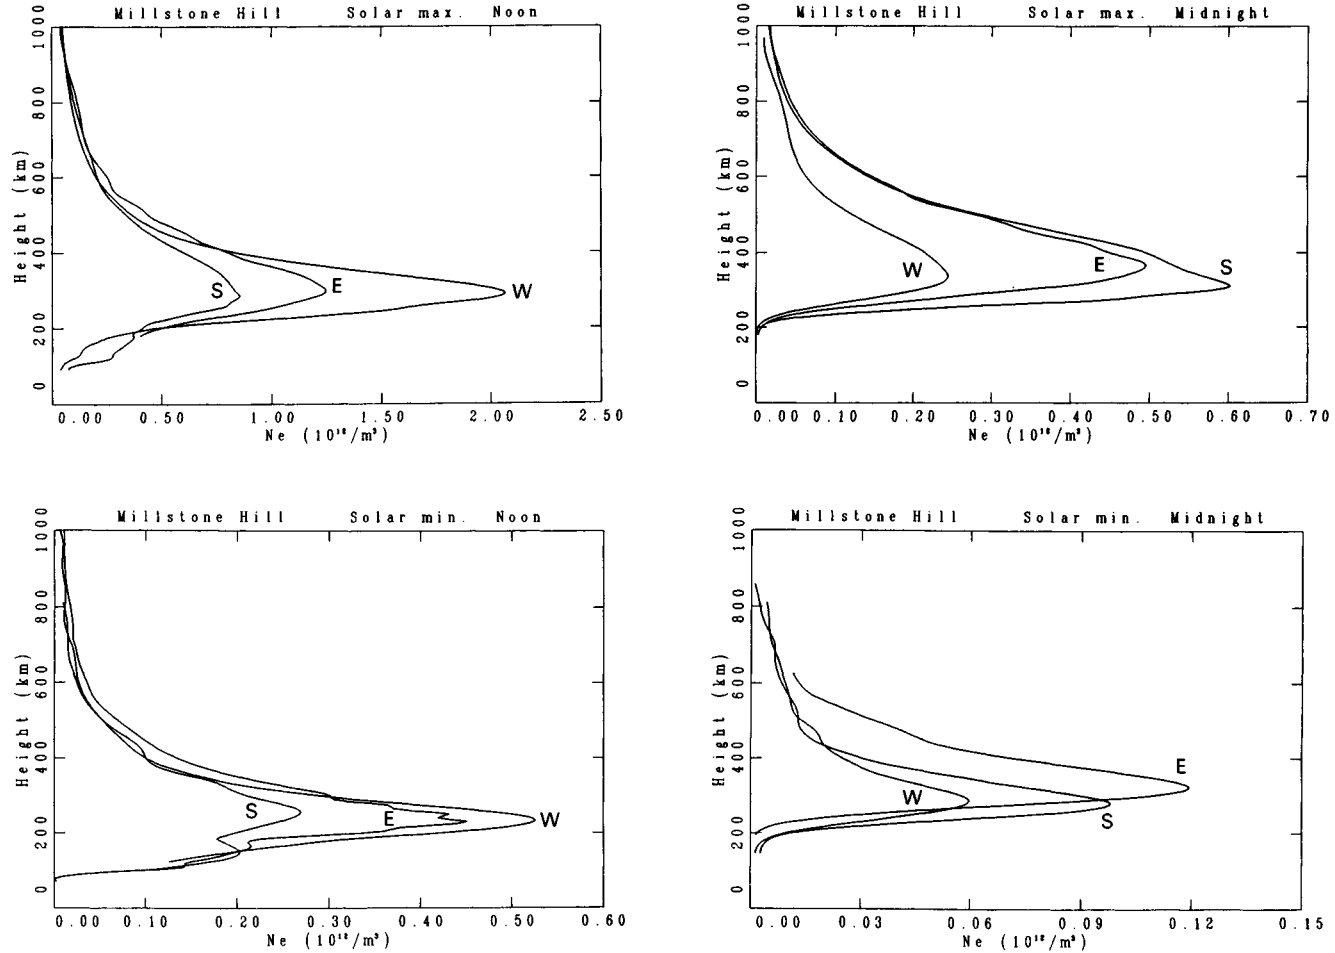 Millstone Hill Solar max. Noon
Height (km)
1000
800
600
400
200
0
S
E
W
0.00 0.50 1.00 1.50 2.00 2.50
Ne (10¹²/m³)
Millstone Hill Solar max. Midnight
Height (km)
1000
800
600
400
200
0
W
E
S
0.00 0.10 0.20 0.30 0.40 0.50 0.60 0.70
Ne (10¹²/m³)
Millstone Hill Solar min. Noon
Height (km)
1000
800
600
400
200
0
S
E
W
0.00 0.10 0.20 0.30 0.40 0.50 0.60
Ne (10¹²/m³)
Millstone Hill Solar min. Midnight
Height (km)
1000
800
600
400
200
0
E
W
S
0.00 0.03 0.06 0.09 0.12 0.15
Ne (10¹²/m³)